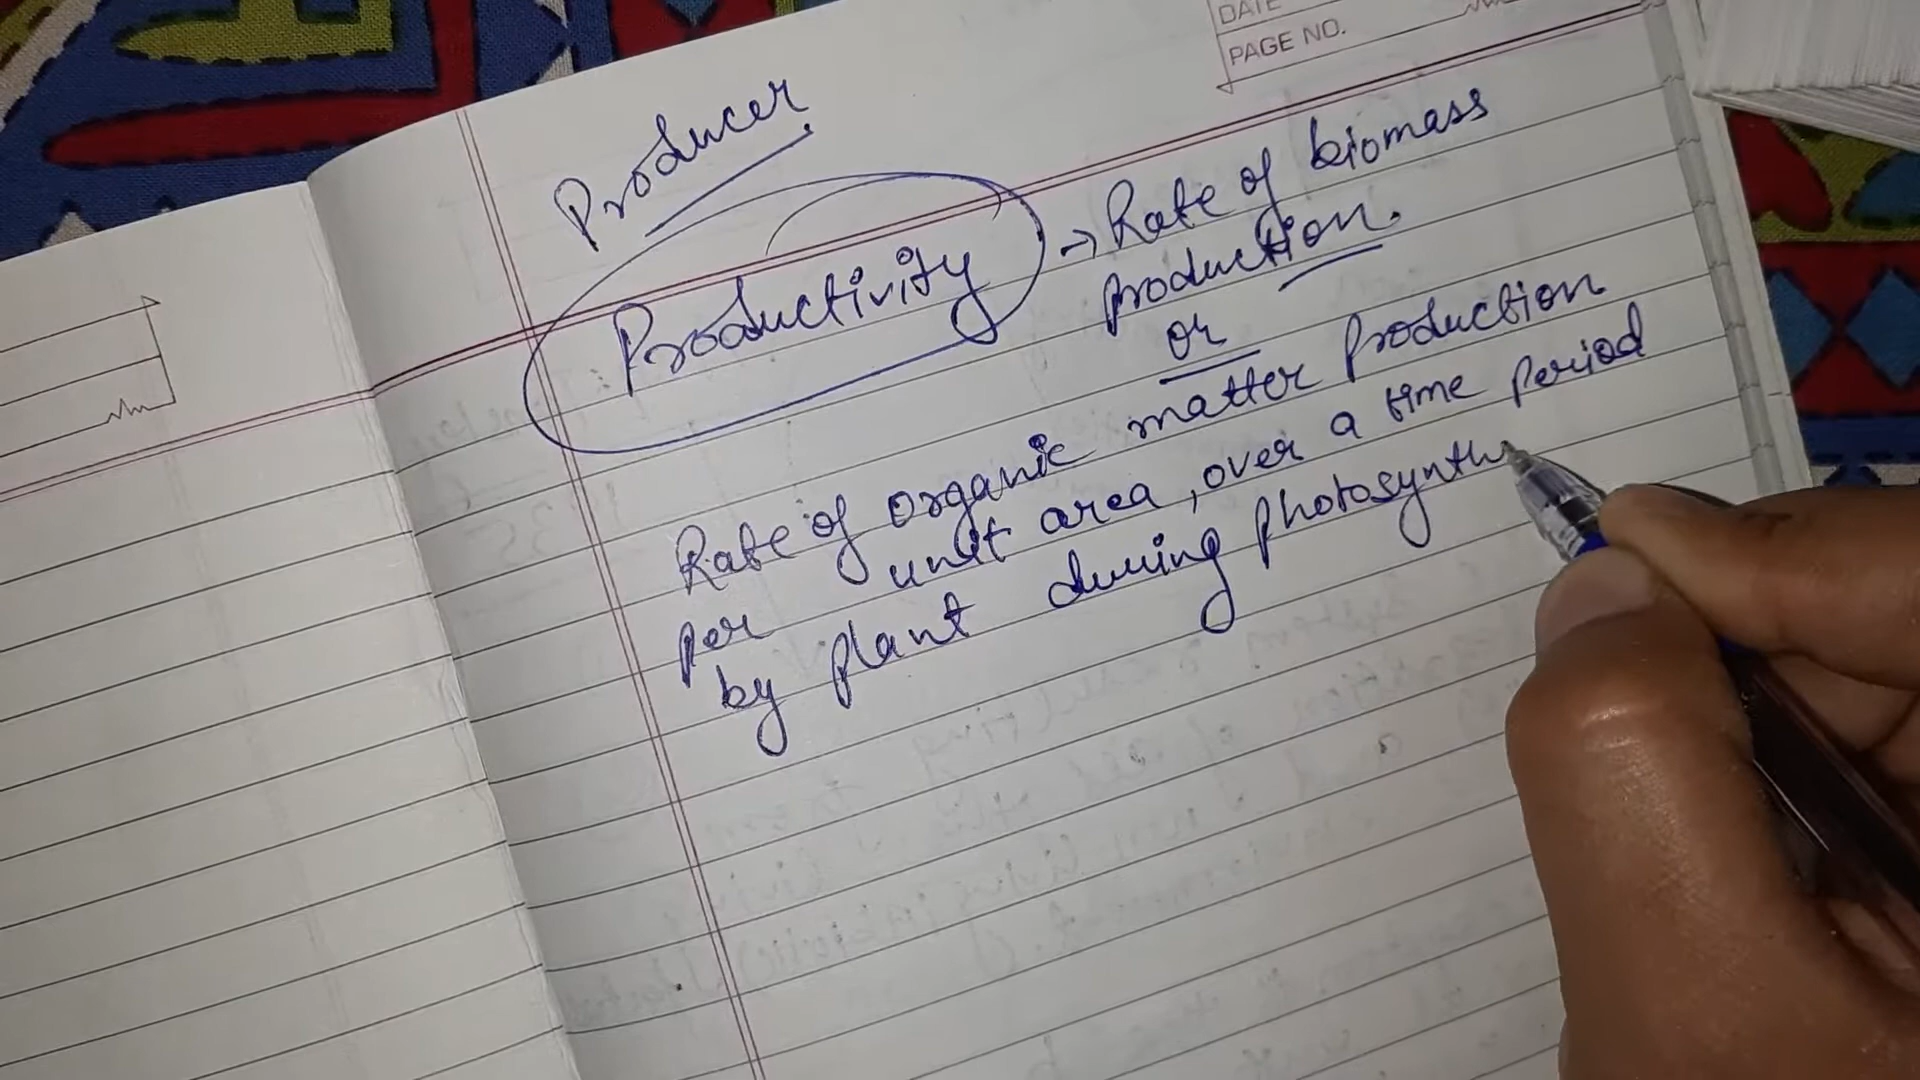 DATE
PAGE NO.
Producer
Productivity → Rate of biomass
production.
or
Rate of organic matter production
per unit area, over a time period
by plant during photosynth